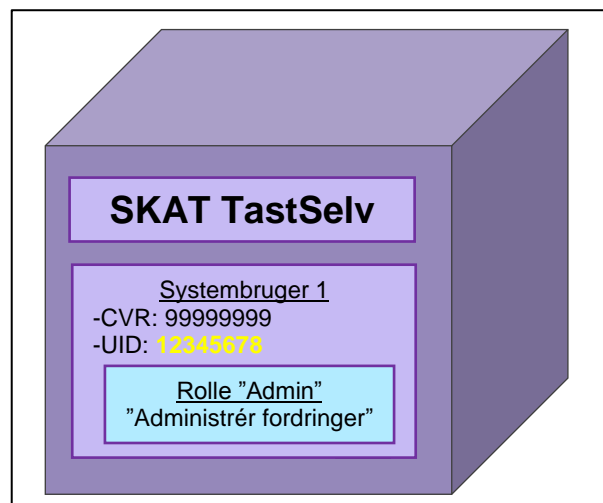 SKAT TastSelv
Systembruger 1
-CVR: 99999999
-UID: 12345678
Rolle ”Admin”
”Administrér fordringer”